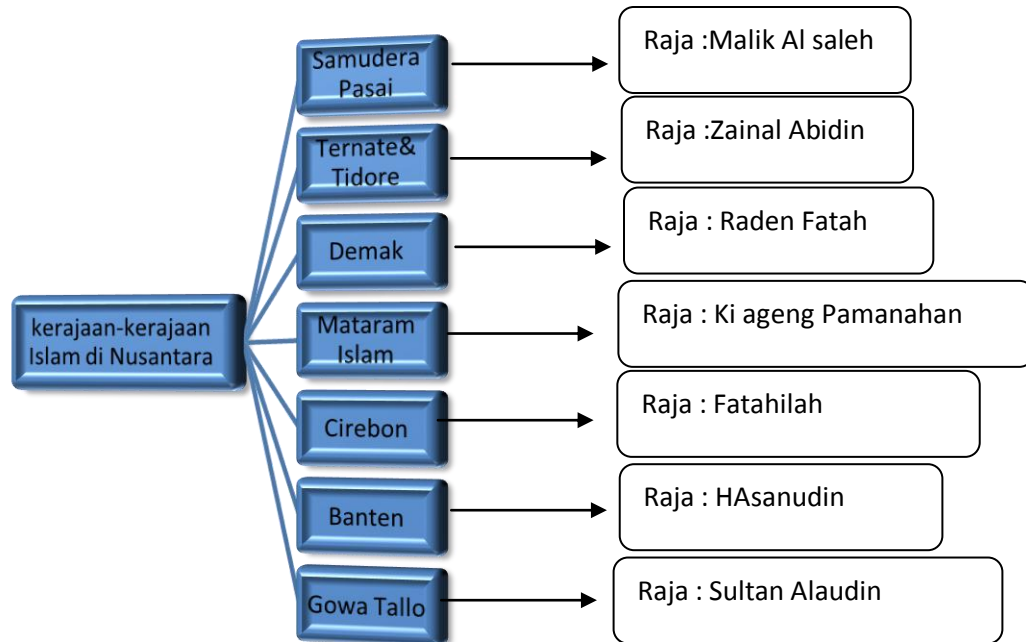 kerajaan-kerajaan
Islam di Nusantara
Samudera
Pasai
Raja :Malik Al saleh
Ternate&
Tidore
Raja :Zainal Abidin
Demak
Raja : Raden Fatah
Mataram
Islam
Raja : Ki ageng Pamanahan
Cirebon
Raja : Fatahilah
Banten
Raja : HAsanudin
Gowa Tallo
Raja : Sultan Alaudin